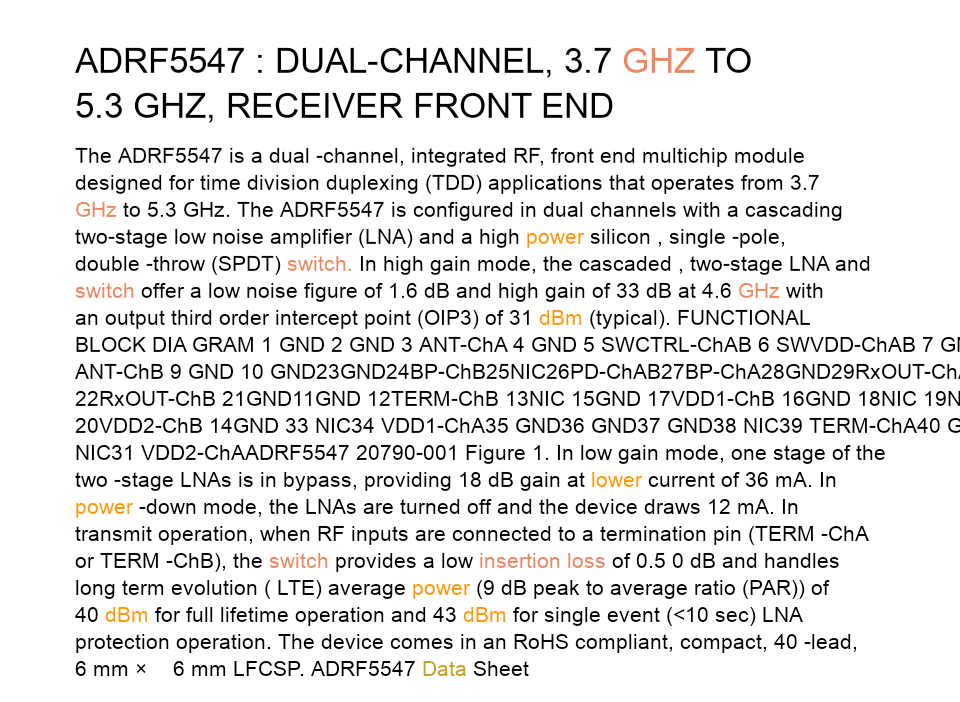 ADRF5547 : DUAL-CHANNEL, 3.7 GHZ TO
5.3 GHZ, RECEIVER FRONT END
The ADRF5547 is a dual -channel, integrated RF, front end multichip module
designed for time division duplexing (TDD) applications that operates from 3.7
GHz to 5.3 GHz. The ADRF5547 is configured in dual channels with a cascading
two-stage low noise amplifier (LNA) and a high power silicon , single -pole,
double -throw (SPDT) switch. In high gain mode, the cascaded , two-stage LNA and
switch offer a low noise figure of 1.6 dB and high gain of 33 dB at 4.6 GHz with
an output third order intercept point (OIP3) of 31 dBm (typical). FUNCTIONAL
BLOCK DIA GRAM 1 GND 2 GND 3 ANT-ChA 4 GND 5 SWCTRL-ChAB 6 SWVDD-ChAB 7
ANT-ChB 9 GND 10 GND23GND24BP-ChB25NIC26PD-ChAB27BP-ChA28GND29RxOUT-
22RxOUT-ChB 21GND11GND 12TERM-ChB 13NIC 15GND 17VDD1-ChB 16GND 18NIC
20VDD2-ChB 14GND 33 NIC34 VDD1-ChA35 GND36 GND37 GND38 NIC39 TERM-ChA40
NIC31 VDD2-ChAADRF5547 20790-001 Figure 1. In low gain mode, one stage of the
two -stage LNAs is in bypass, providing 18 dB gain at lower current of 36 mA. In
power -down mode, the LNAs are turned off and the device draws 12 mA. In
transmit operation, when RF inputs are connected to a termination pin (TERM -ChA
or TERM -ChB), the switch provides a low insertion loss of 0.5 0 dB and handles
long term evolution ( LTE) average power (9 dB peak to average ratio (PAR)) of
40 dBm for full lifetime operation and 43 dBm for single event (<10 sec) LNA
protection operation. The device comes in an RoHS compliant, compact, 40 -lead,
6 mm × 6 mm LFCSP. ADRF5547 Data Sheet